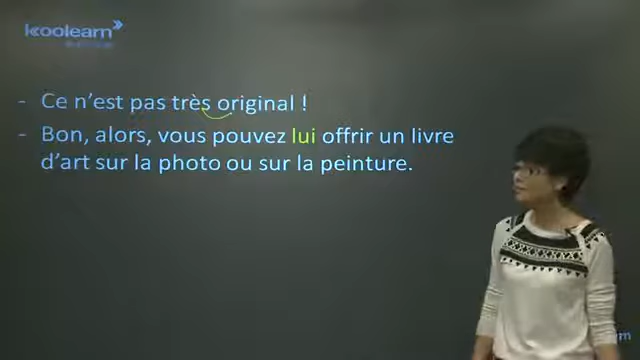 koolearn
- Ce n'est pas très original !
- Bon, alors, vous pouvez lui offrir un livre
d'art sur la photo ou sur la peinture.